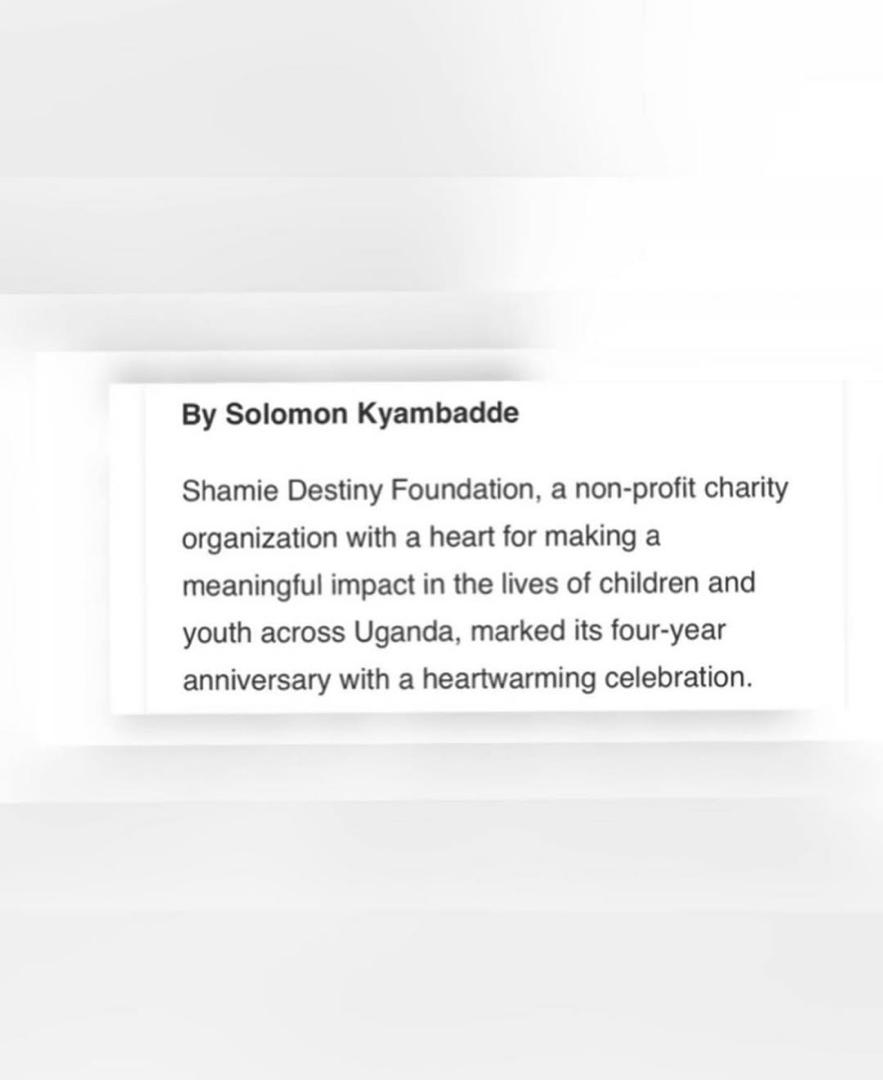 By Solomon Kyambadde
Shamie Destiny Foundation, a non-profit charity
organization with a heart for making a
meaningful impact in the lives of children and
youth across Uganda, marked its four-year
anniversary with a heartwarming celebration.